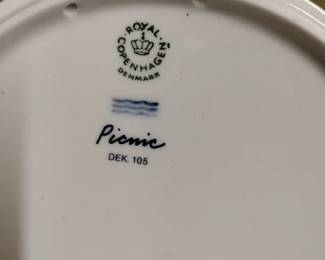 ROYAL
COPENHAGEN
DENMARK
Picnic
DEK. 105